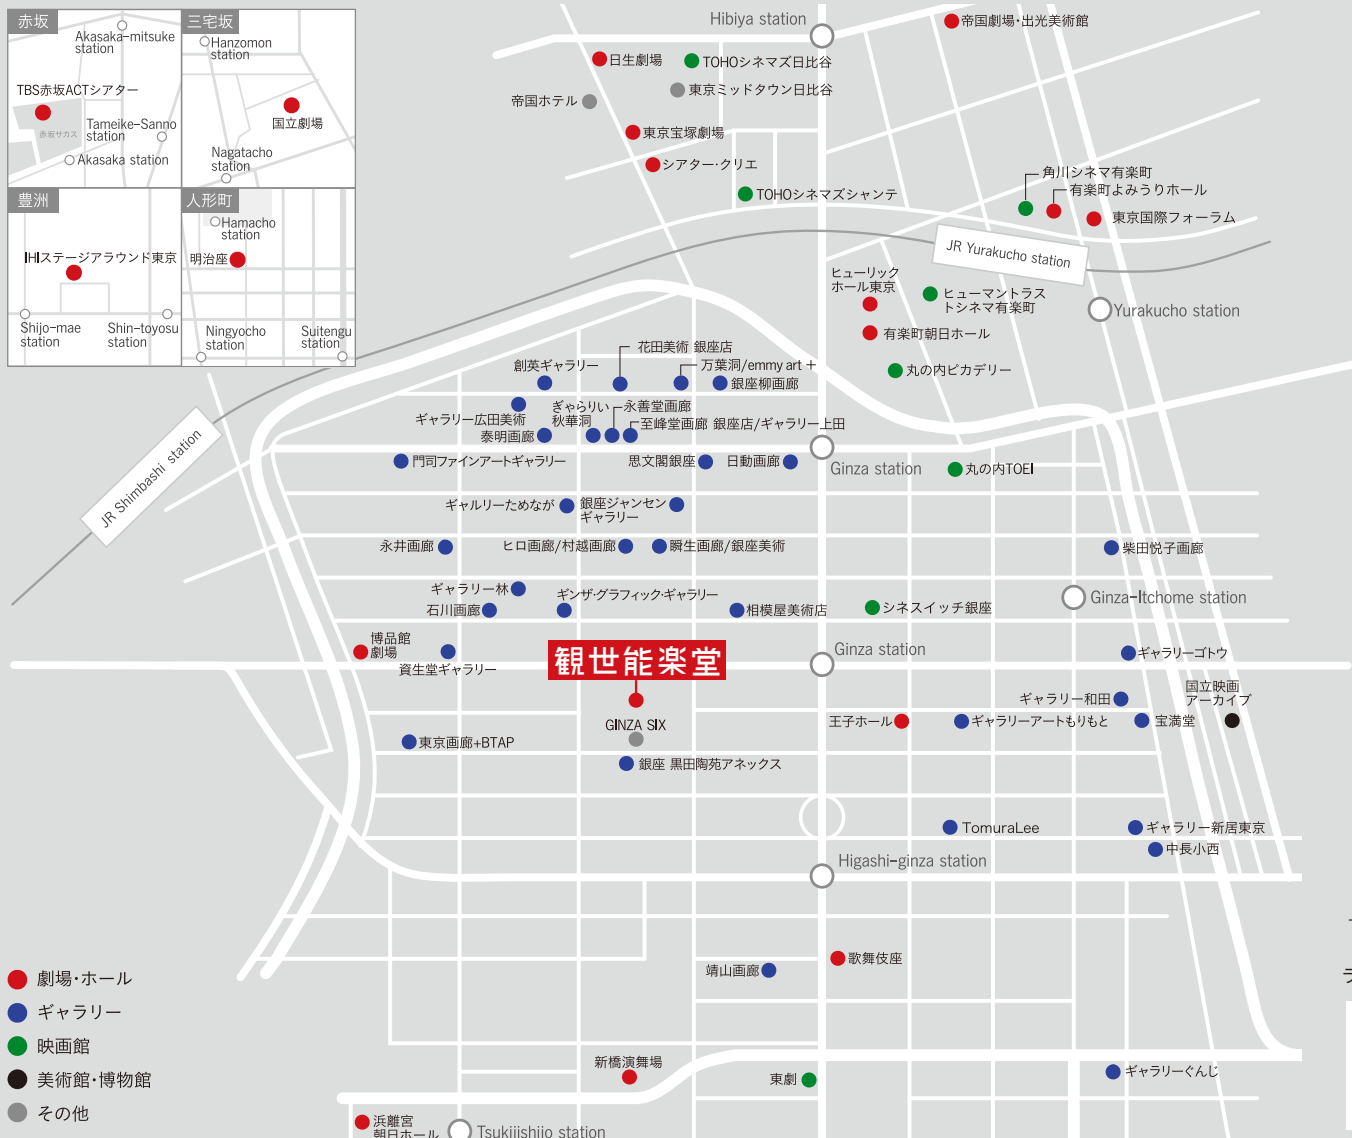 赤坂
Akasaka-mitsuke
station
TBS赤坂ACTシアター
赤坂サカス
Tameike-Sanno
station
Akasaka station
三宅坂
Hanzomon
station
国立劇場
Nagatacho
station
豊洲
IHIステージアラウンド東京
Shijo-mae
station
Shin-toyosu
station
人形町
Hamacho
station
明治座
Ningyocho
station
Suitengu
station
Hibiya station
帝国劇場・出光美術館
日生劇場
TOHOシネマズ日比谷
東京ミッドタウン日比谷
帝国ホテル
東京宝塚劇場
シアター・クリエ
TOHOシネマズシャンテ
角川シネマ有楽町
有楽町よみうりホール
東京国際フォーラム
JR Yurakucho station
ヒューリック
ホール東京
ヒューマントラス
トシネマ有楽町
Yurakucho station
有楽町朝日ホール
丸の内ピカデリー
花田美術 銀座店
創英ギャラリー
万葉洞/emmy art +
銀座柳画廊
ギャラリー広田美術
ぎゃらりい
秋華洞
永善堂画廊
至峰堂画廊 銀座店/ギャラリー上田
泰明画廊
門司ファインアートギャラリー
思文閣銀座
日動画廊
Ginza station
丸の内TOEI
JR Shimbashi station
ギャルリーためなが
銀座ジャンセン
ギャラリー
永井画廊
ヒロ画廊/村越画廊
瞬生画廊/銀座美術
柴田悦子画廊
ギャラリー林
石川画廊
ギンザ・グラフィック・ギャラリー
相模屋美術店
シネスイッチ銀座
Ginza-Itchome station
博品館
劇場
資生堂ギャラリー
観世能楽堂
Ginza station
ギャラリーゴトウ
GINZA SIX
王子ホール
ギャラリー和田
ギャラリーアートもりもと
宝満堂
国立映画
アーカイブ
東京画廊+BTAP
銀座 黒田陶苑アネックス
TomuraLee
ギャラリー新居東京
中長小西
Higashi-ginza station
靖山画廊
歌舞伎座
新橋演舞場
東劇
ギャラリーぐんじ
浜離宮
朝日ホール
Tsukijishijo station
劇場・ホール
ギャラリー
映画館
美術館・博物館
その他